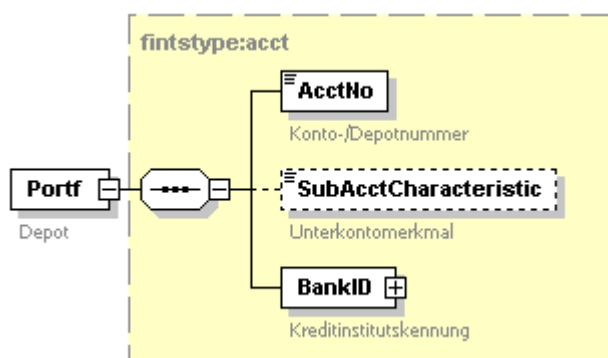 fintstype:acct
AcctNo
Konto-/Depotnummer
Portf
Depot
SubAcctCharacteristic
Unterkontomerkmal
BankID
Kreditinstitutskennung